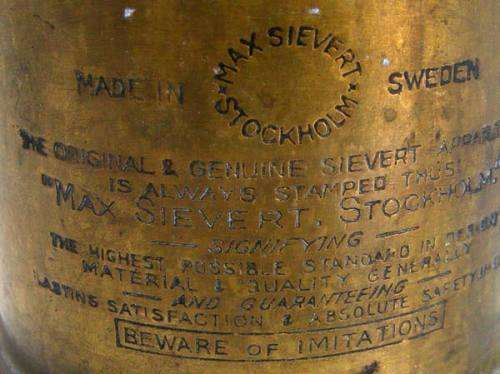 MADE IN ★ MAX SIEVERT ★ STOCKHOLM SWEDEN
THE ORIGINAL & GENUINE SIEVERT
IS ALWAYS STAMPED THUS:
"MAX SIEVERT, STOCKHOLM"
— SIGNIFYING —
THE HIGHEST POSSIBLE STANDARD IN DESIGN
MATERIAL & QUALITY GENERALLY
— AND GUARANTEEING —
LASTING SATISFACTION & ABSOLUTE
BEWARE OF IMITATIONS